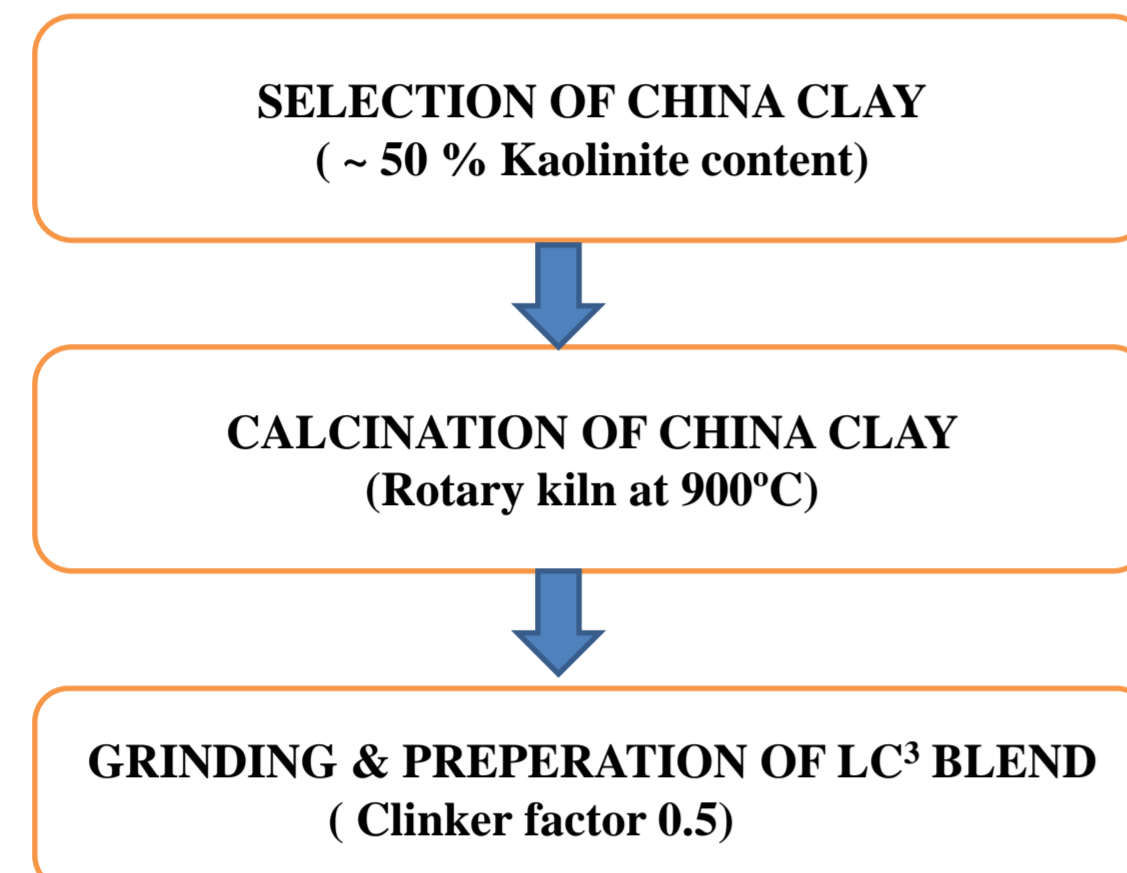 SELECTION OF CHINA CLAY
( ~ 50 % Kaolinite content)
CALCINATION OF CHINA CLAY
(Rotary kiln at 900ºC)
GRINDING & PREPERATION OF LC³ BLEND
( Clinker factor 0.5)